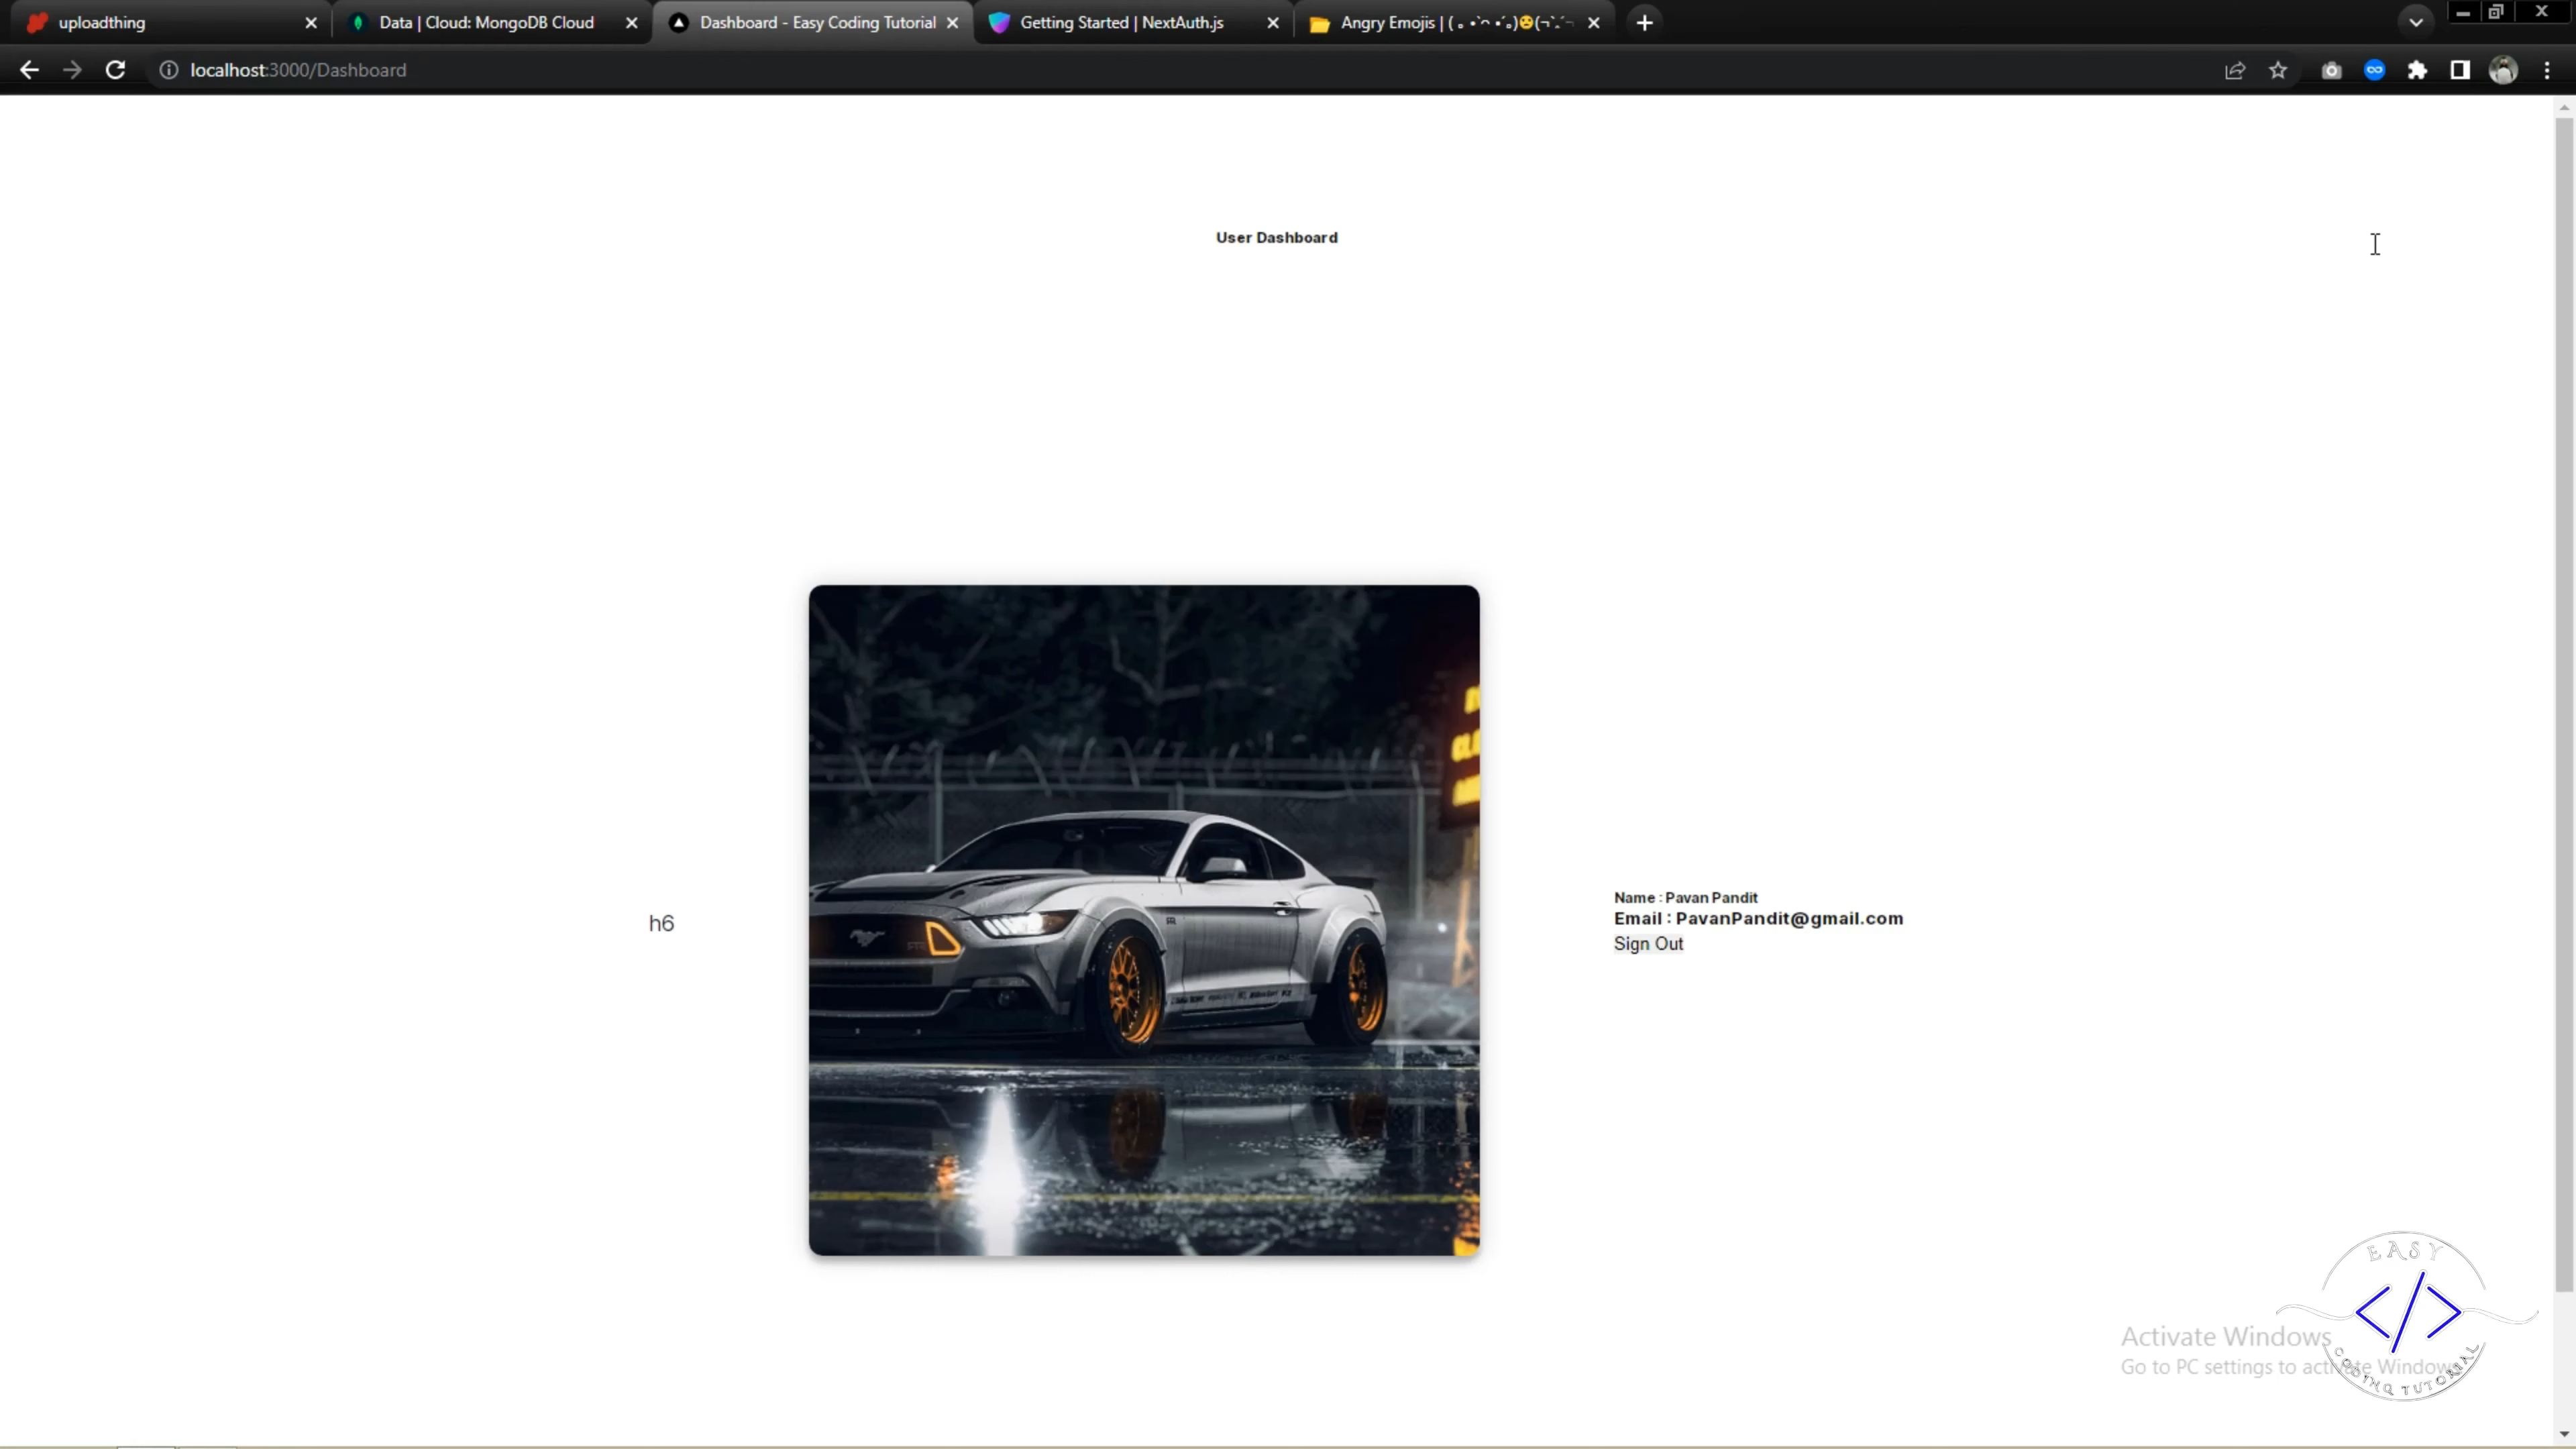 uploadthing
Data | Cloud: MongoDB Cloud
Dashboard - Easy Coding Tutorial
Getting Started | NextAuth.js
Angry Emojis |
localhost:3000/Dashboard
User Dashboard
h6
Name : Pavan Pandit
Email : PavanPandit@gmail.com
Sign Out
EASY
CODING TUTORIAL
Activate Windows
Go to PC settings to activate Windows.